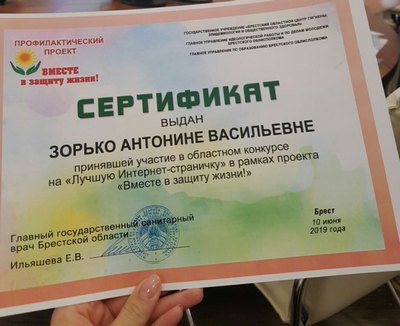 ПРОФИЛАКТИЧЕСКИЙ
ПРОЕКТ
ВМЕСТЕ
в защиту жизни!
ГОСУДАРСТВЕННОЕ УЧРЕЖДЕНИЕ «БРЕСТСКИЙ ОБЛАСТНОЙ ЦЕНТР ГИГИЕНЫ,
ЭПИДЕМИОЛОГИИ И ОБЩЕСТВЕННОГО ЗДОРОВЬЯ»
ГЛАВНОЕ УПРАВЛЕНИЕ ИДЕОЛОГИЧЕСКОЙ РАБОТЫ И ПО ДЕЛАМ МОЛОДЕЖИ
БРЕСТСКОГО ОБЛИСПОЛКОМА
ГЛАВНОЕ УПРАВЛЕНИЕ ПО ОБРАЗОВАНИЮ БРЕСТСКОГО ОБЛИСПОЛКОМА
СЕРТИФИКАТ
ВЫДАН
ЗОРЬКО АНТОНИНЕ ВАСИЛЬЕВНЕ
принявшей участие в областном конкурсе
на «Лучшую Интернет-страничку» в рамках проекта
«Вместе в защиту жизни!»
Главный государственный санитарный
врач Брестской области
Ильяшева Е.В.
Брест
10 июня
2019 года